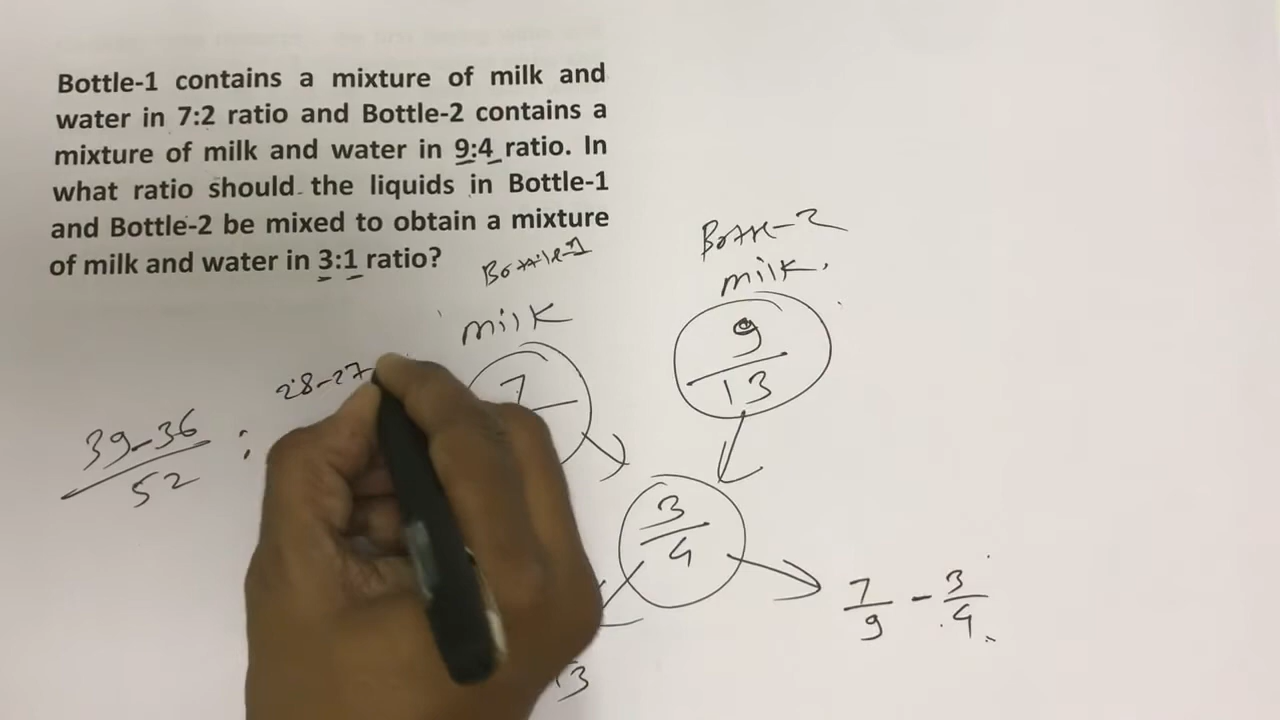 Bottle-1 contains a mixture of milk and
water in 7:2 ratio and Bottle-2 contains a
mixture of milk and water in 9:4 ratio. In
what ratio should the liquids in Bottle-1
and Bottle-2 be mixed to obtain a mixture
of milk and water in 3:1 ratio?
Bottle-1
milk
7
Botte-2
milk.
9
13
3
4
7/9 - 3/4
39-36
52
:
28-27
13